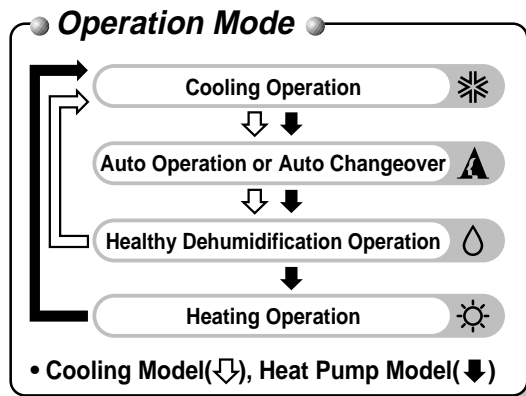 Operation Mode
Cooling Operation
Auto Operation or Auto Changeover
Healthy Dehumidification Operation
Heating Operation
• Cooling Model(⇩), Heat Pump Model(⬇)